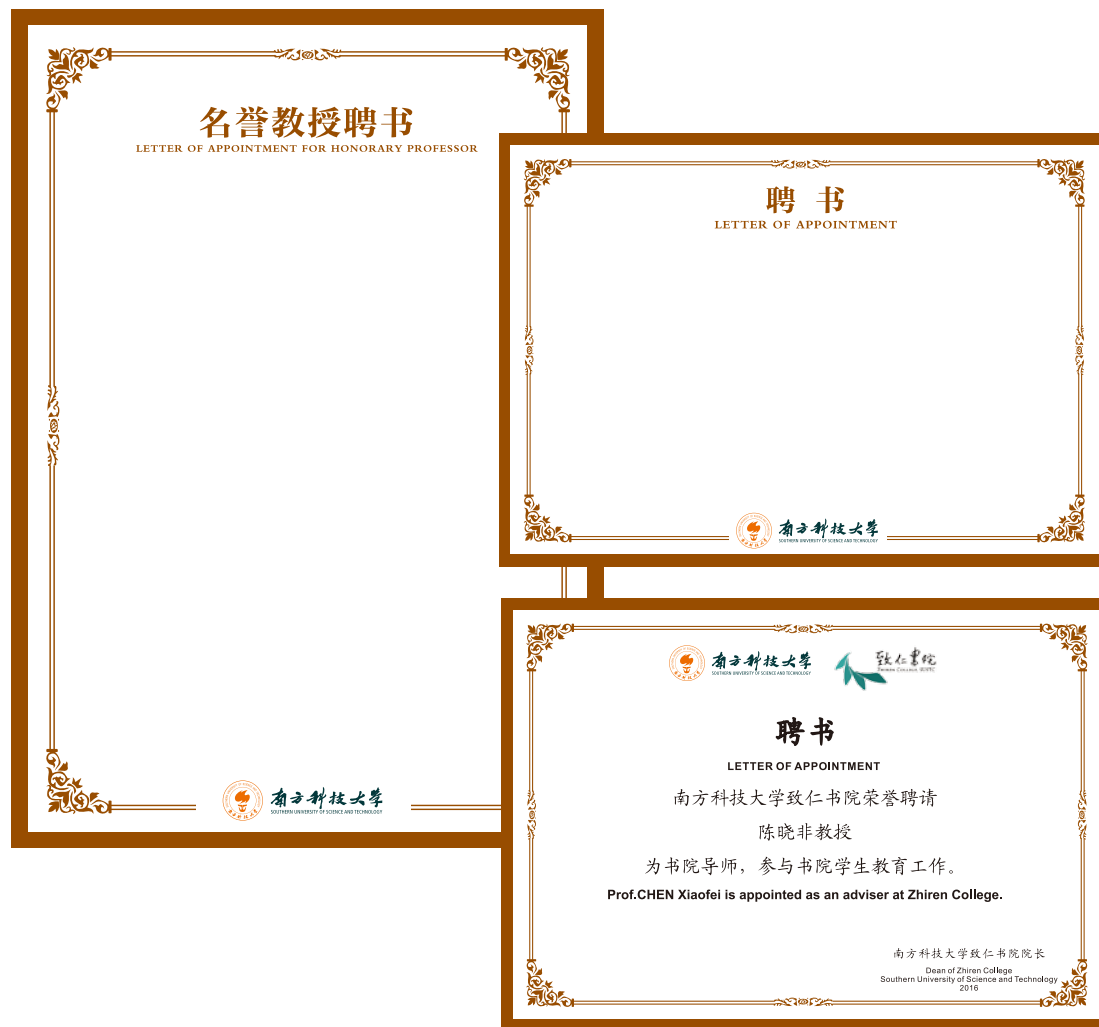 名誉教授聘书
LETTER OF APPOINTMENT FOR HONORARY PROFESSOR
南方科技大学
SOUTHERN UNIVERSITY OF SCIENCE AND TECHNOLOGY
聘 书
LETTER OF APPOINTMENT
南方科技大学
SOUTHERN UNIVERSITY OF SCIENCE AND TECHNOLOGY
南方科技大学
SOUTHERN UNIVERSITY OF SCIENCE AND TECHNOLOGY
致仁書院
聘书
LETTER OF APPOINTMENT
南方科技大学致仁书院荣誉聘请
陈晓非教授
为书院导师，参与书院学生教育工作。
Prof.CHEN Xiaofei is appointed as an adviser at Zhiren College.
南方科技大学致仁书院院长
Dean of Zhiren College
Southern University of Science and Technology
2016